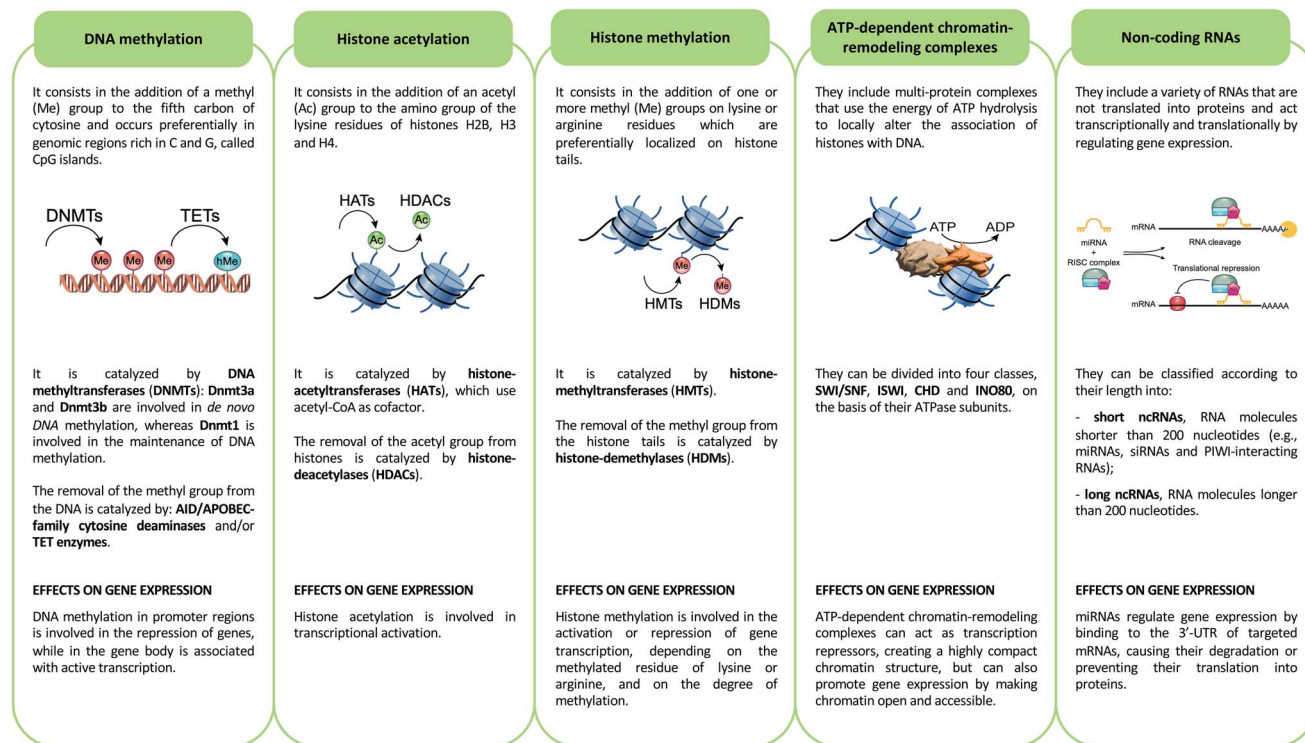 DNA methylation
It consists in the addition of a methyl
(Me) group to the fifth carbon of
cytosine and occurs preferentially in
genomic regions rich in C and G, called
CpG islands.
DNMTs
TETs
Me
Me
Me
hMe
It is catalyzed by DNA
methyltransferases (DNMTs): Dnmt3a
and Dnmt3b are involved in de novo
DNA methylation, whereas Dnmt1 is
involved in the maintenance of DNA
methylation.
The removal of the methyl group from
the DNA is catalyzed by: AID/APOBEC-
family cytosine deaminases and/or
TET enzymes.
EFFECTS ON GENE EXPRESSION
DNA methylation in promoter regions
is involved in the repression of genes,
while in the gene body is associated
with active transcription.
Histone acetylation
It consists in the addition of an acetyl
(Ac) group to the amino group of the
lysine residues of histones H2B, H3
and H4.
HATs
HDACs
Ac
Ac
It is catalyzed by histone-
acetyltransferases (HATs), which use
acetyl-CoA as cofactor.
The removal of the acetyl group from
histones is catalyzed by histone-
deacetylases (HDACs).
EFFECTS ON GENE EXPRESSION
Histone acetylation is involved in
transcriptional activation.
Histone methylation
It consists in the addition of one or
more methyl (Me) groups on lysine or
arginine residues which are
preferentially localized on histone
tails.
Me
Me
HMTs
HDMs
It is catalyzed by histone-
methyltransferases (HMTs).
The removal of the methyl group from
the histone tails is catalyzed by
histone-demethylases (HDMs).
EFFECTS ON GENE EXPRESSION
Histone methylation is involved in the
activation or repression of gene
transcription, depending on the
methylated residue of lysine or
arginine, and on the degree of
methylation.
ATP-dependent chromatin-
remodeling complexes
They include multi-protein complexes
that use the energy of ATP hydrolysis
to locally alter the association of
histones with DNA.
ATP
ADP
They can be divided into four classes,
SWI/SNF, ISWI, CHD and INO80, on
the basis of their ATPase subunits.
EFFECTS ON GENE EXPRESSION
ATP-dependent chromatin-remodeling
complexes can act as transcription
repressors, creating a highly compact
chromatin structure, but can also
promote gene expression by making
chromatin open and accessible.
Non-coding RNAs
They include a variety of RNAs that are
not translated into proteins and act
transcriptionally and translationally by
regulating gene expression.
mRNA
AAAAA
RNA cleavage
miRNA
+
RISC complex
Translational repression
mRNA
AAAAA
They can be classified according to
their length into:
- short ncRNAs, RNA molecules
shorter than 200 nucleotides (e.g.,
miRNAs, siRNAs and PIWI-interacting
RNAs);
- long ncRNAs, RNA molecules longer
than 200 nucleotides.
EFFECTS ON GENE EXPRESSION
miRNAs regulate gene expression by
binding to the 3’-UTR of targeted
mRNAs, causing their degradation or
preventing their translation into
proteins.